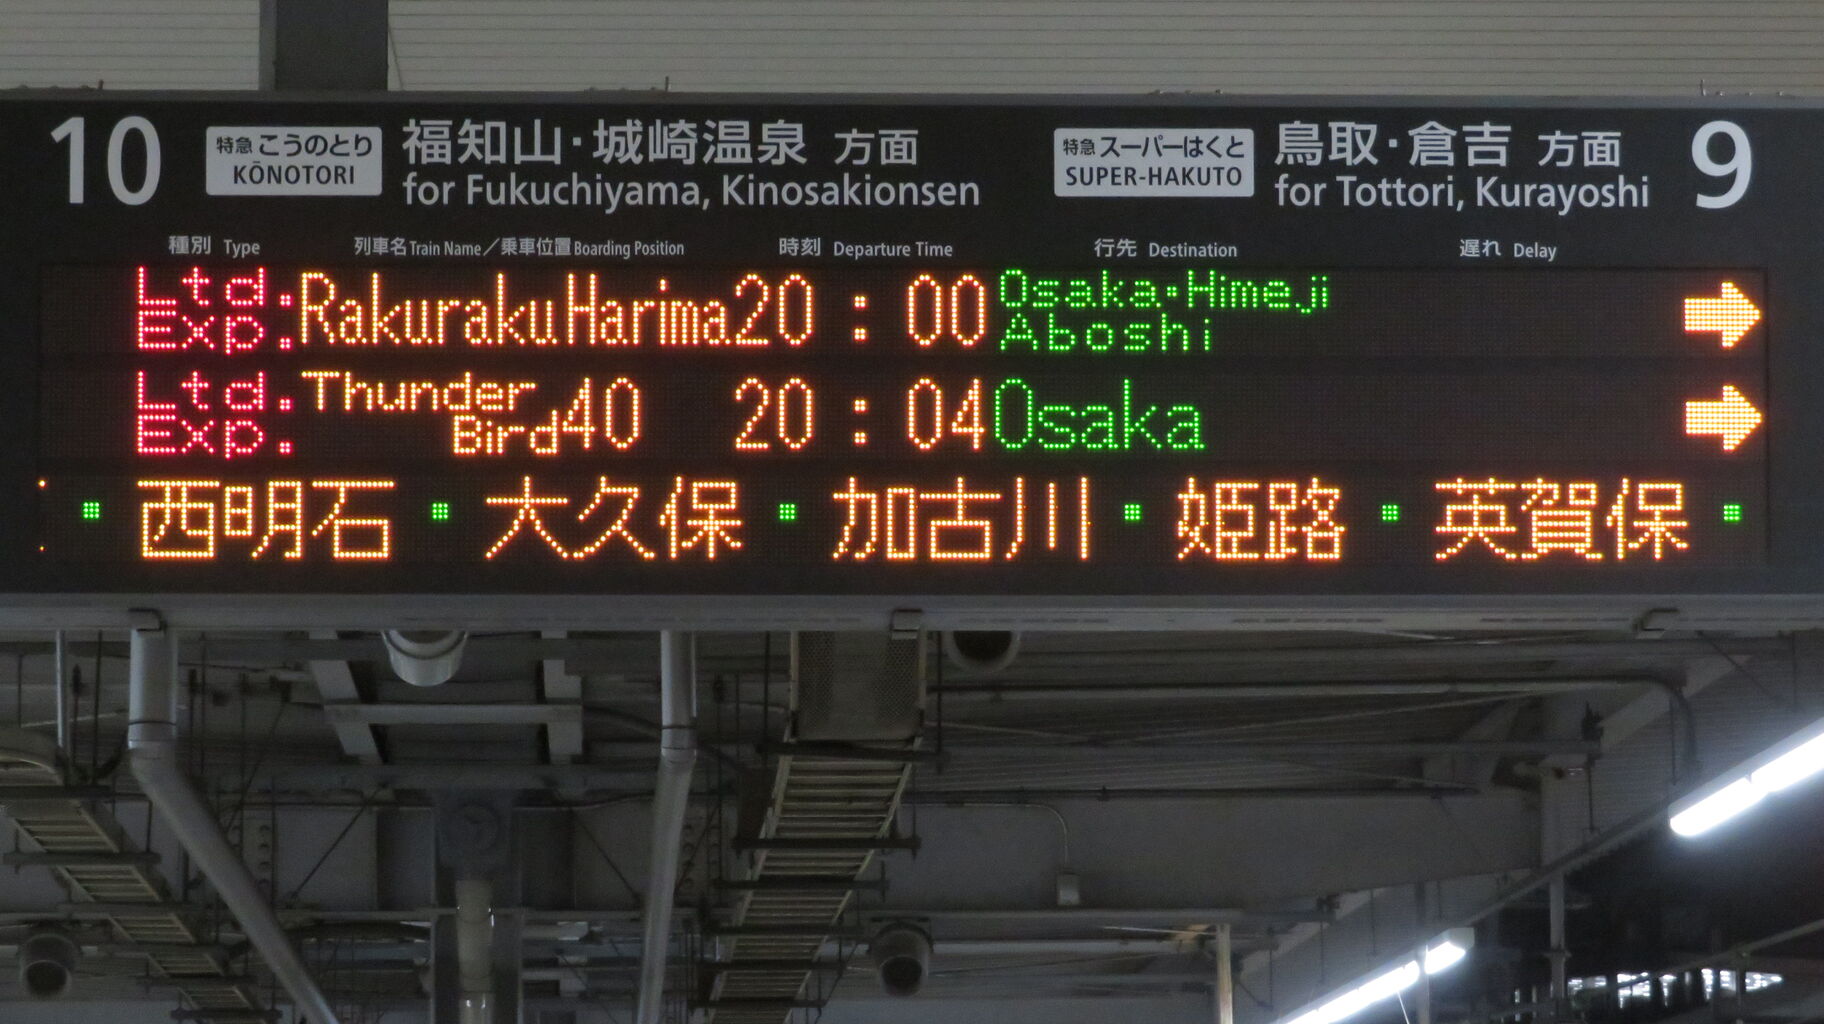 10 特急 こうのとり KŌNOTORI 福知山・城崎温泉 方面 for Fukuchiyama, Kinosakionsen
特急 スーパーはくと SUPER-HAKUTO 鳥取・倉吉 方面 for Tottori, Kurayoshi 9
種別 Type 列車名 Train Name／乗車位置 Boarding Position 時刻 Departure Time 行先 Destination 遅れ Delay
Ltd. Exp. Rakuraku Harima 20:00 Osaka・Himeji Aboshi →
Ltd. Exp. Thunder Bird 40 20:04 Osaka →
・西明石・大久保・加古川・姫路・英賀保・